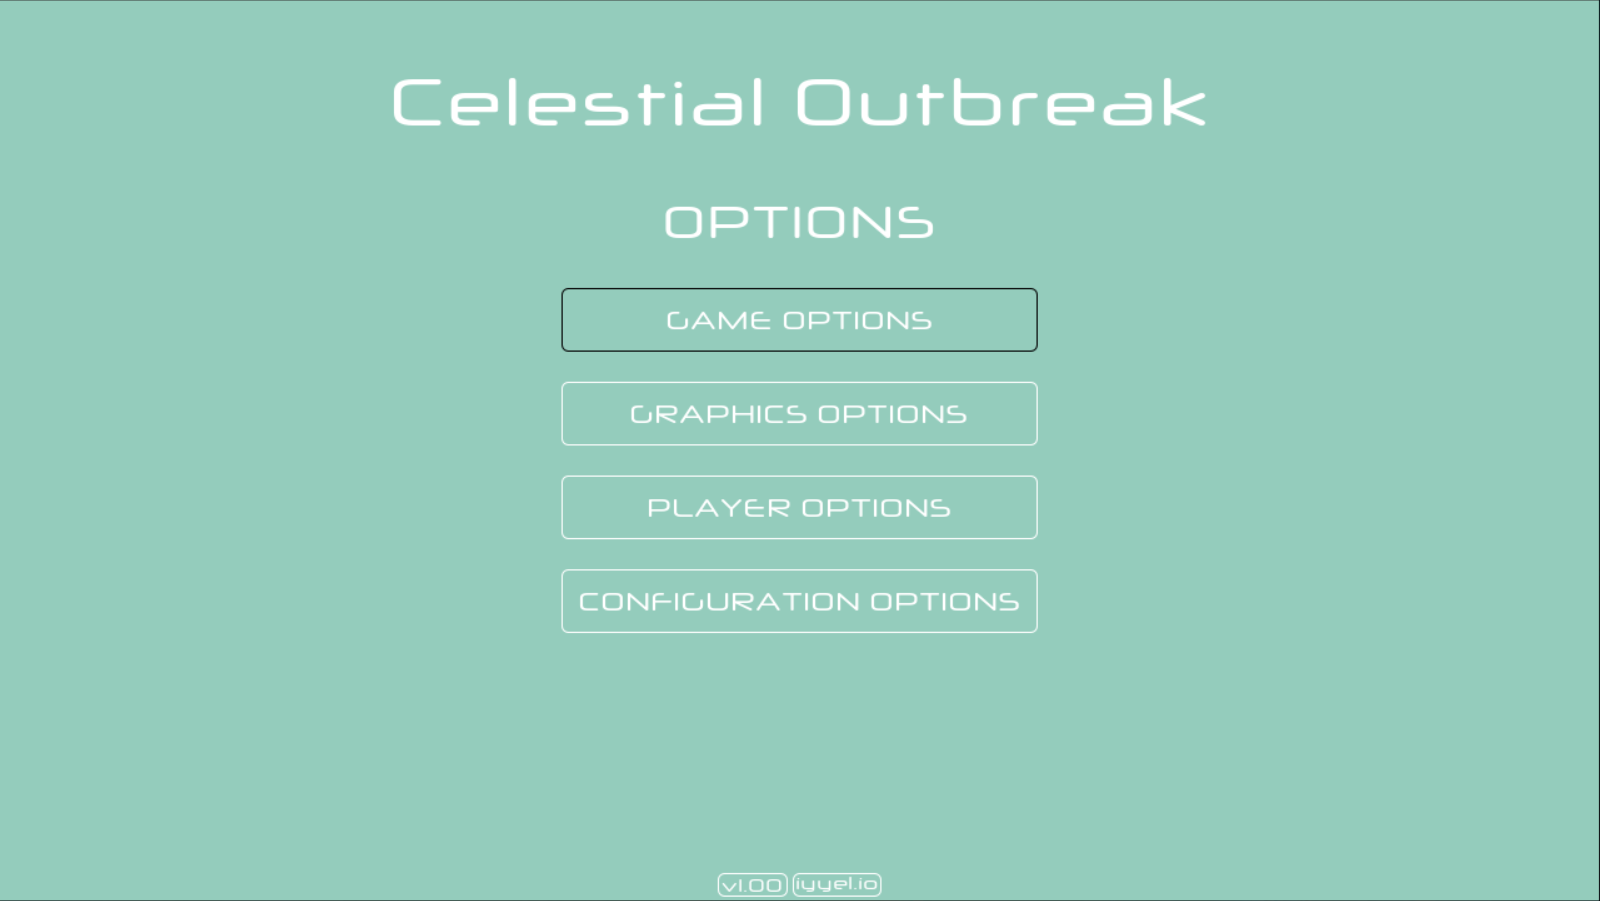 Celestial Outbreak
OPTIONS
GAME OPTIONS
GRAPHICS OPTIONS
PLAYER OPTIONS
CONFIGURATION OPTIONS
v1.00 iyyel.io